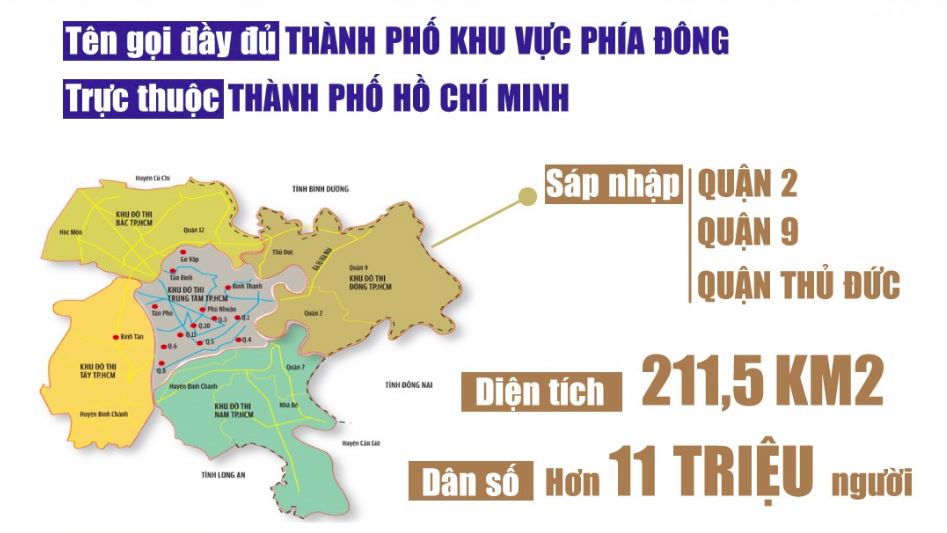 Tên gọi đầy đủ THÀNH PHỐ KHU VỰC PHÍA ĐÔNG
Trực thuộc THÀNH PHỐ HỒ CHÍ MINH
Huyện Củ Chi
TỈNH BÌNH DƯƠNG
KHU ĐÔ THỊ
BẮC TP.HCM
Hóc Môn
Quận 12
Thủ Đức
Xa lộ Hà Nội
Gò Vấp
Tân Bình
Bình Thạnh
Quận 9
KHU ĐÔ THỊ
ĐÔNG TP.HCM
KHU ĐÔ THỊ
TRUNG TÂM TP.HCM
Tân Phú
Phú Nhuận
Q.3
Q.1
Quận 2
Q.10
Q.11
Q.5
Q.4
Q.6
Q.8
Bình Tân
KHU ĐÔ THỊ
TÂY TP.HCM
Huyện Bình Chánh
Huyện Bình Chánh
Quận 7
KHU ĐÔ THỊ
NAM TP.HCM
Nhà Bè
TỈNH ĐỒNG NAI
Huyện Cần Giờ
TỈNH LONG AN
Sáp nhập QUẬN 2
QUẬN 9
QUẬN THỦ ĐỨC
Diện tích 211,5 KM2
Dân số Hơn 11 TRIỆU người